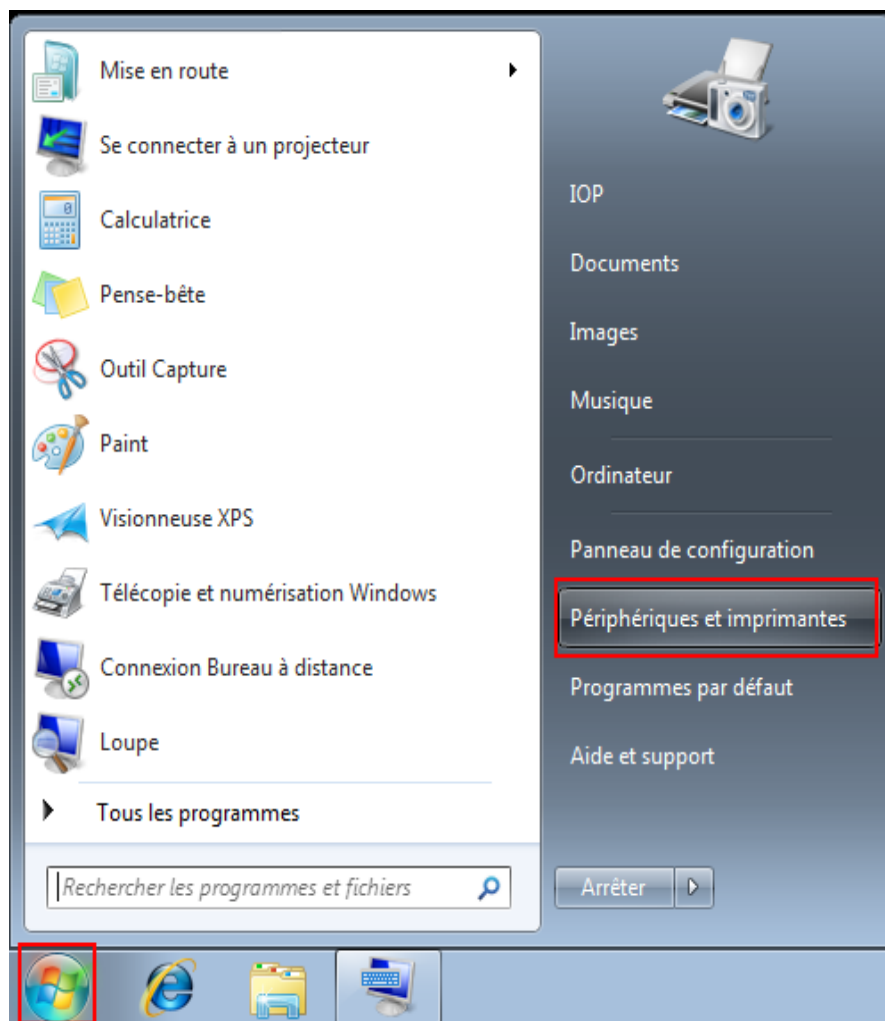 Mise en route
Se connecter à un projecteur
Calculatrice
Pense-bête
Outil Capture
Paint
Visionneuse XPS
Télécopie et numérisation Windows
Connexion Bureau à distance
Loupe
Tous les programmes
Rechercher les programmes et fichiers
IOP
Documents
Images
Musique
Ordinateur
Panneau de configuration
Périphériques et imprimantes
Programmes par défaut
Aide et support
Arrêter